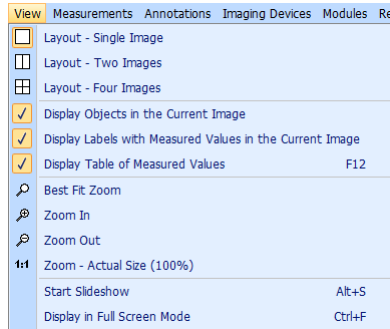 View Measurements Annotations Imaging Devices Modules Re
Layout - Single Image
Layout - Two Images
Layout - Four Images
Display Objects in the Current Image
Display Labels with Measured Values in the Current Image
Display Table of Measured Values F12
Best Fit Zoom
Zoom In
Zoom Out
1:1 Zoom - Actual Size (100%)
Start Slideshow Alt+S
Display in Full Screen Mode Ctrl+F